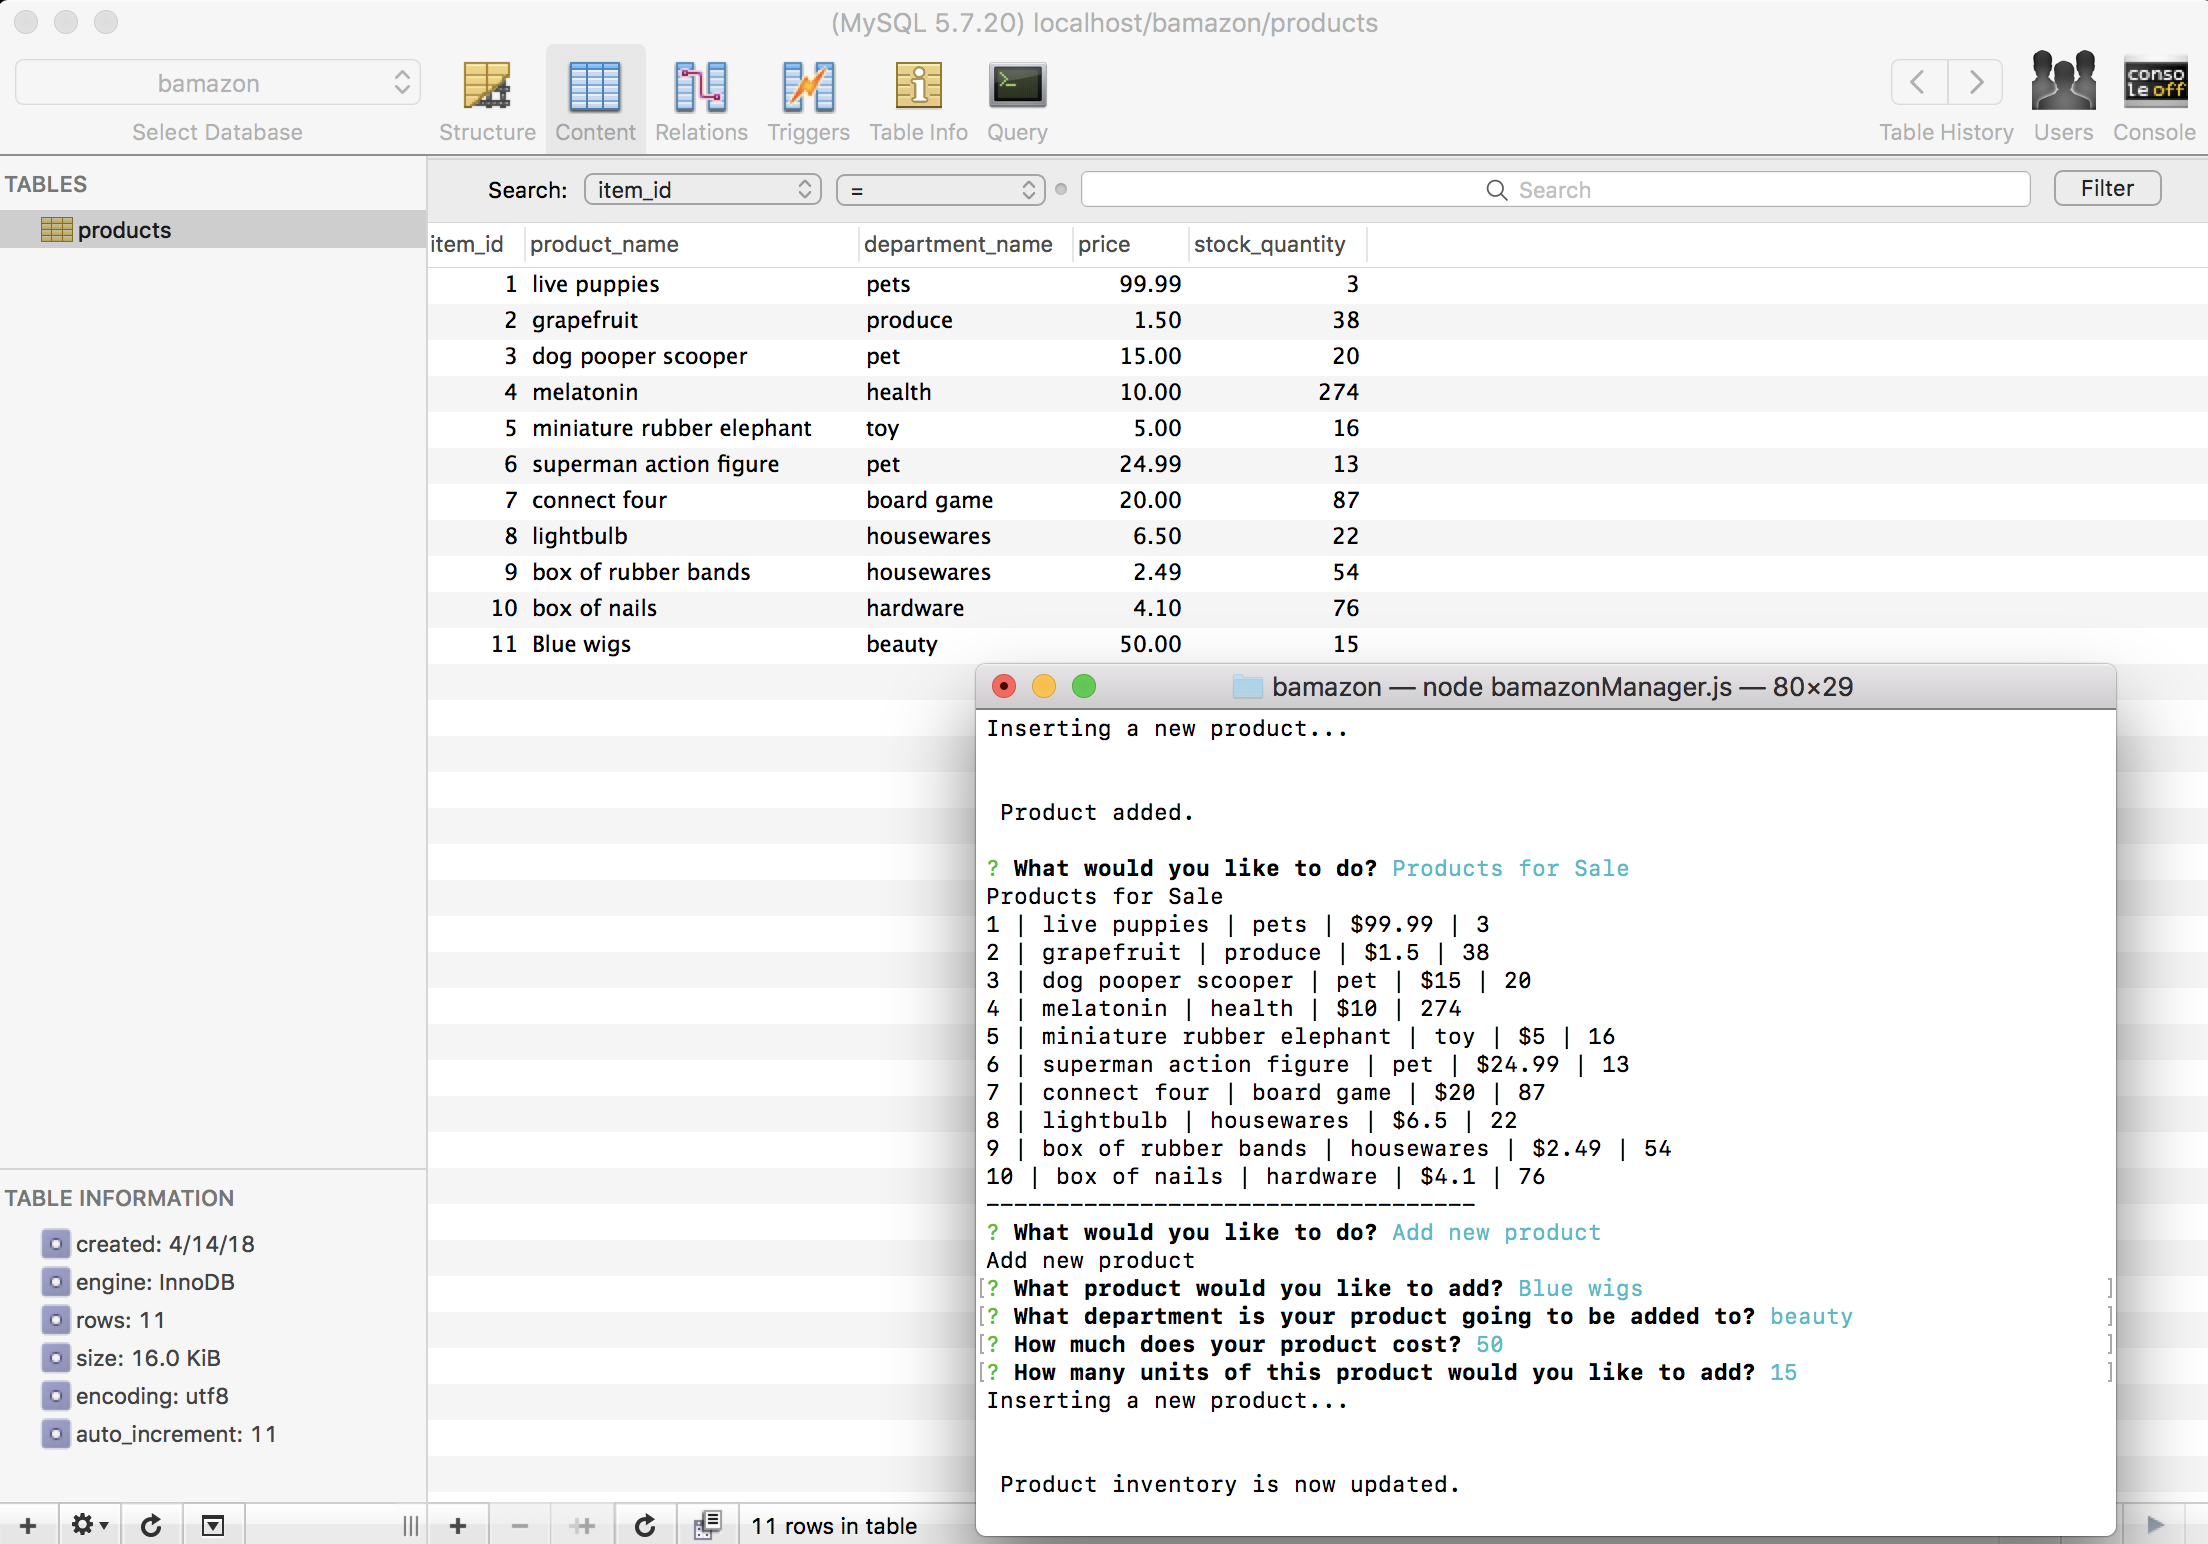 (MySQL 5.7.20) localhost/bamazon/products
bamazon
Select Database
Structure Content Relations Triggers Table Info Query
Table History Users Console
conso
le off
TABLES
products
Search: item_id = Search Filter
item_id product_name department_name price stock_quantity
1 live puppies pets 99.99 3
2 grapefruit produce 1.50 38
3 dog pooper scooper pet 15.00 20
4 melatonin health 10.00 274
5 miniature rubber elephant toy 5.00 16
6 superman action figure pet 24.99 13
7 connect four board game 20.00 87
8 lightbulb housewares 6.50 22
9 box of rubber bands housewares 2.49 54
10 box of nails hardware 4.10 76
11 Blue wigs beauty 50.00 15
bamazon — node bamazonManager.js — 80×29
Inserting a new product...
Product added.
? What would you like to do? Products for Sale
Products for Sale
1 | live puppies | pets | $99.99 | 3
2 | grapefruit | produce | $1.5 | 38
3 | dog pooper scooper | pet | $15 | 20
4 | melatonin | health | $10 | 274
5 | miniature rubber elephant | toy | $5 | 16
6 | superman action figure | pet | $24.99 | 13
7 | connect four | board game | $20 | 87
8 | lightbulb | housewares | $6.5 | 22
9 | box of rubber bands | housewares | $2.49 | 54
10 | box of nails | hardware | $4.1 | 76
-----------------------------------
? What would you like to do? Add new product
Add new product
[? What product would you like to add? Blue wigs ]
[? What department is your product going to be added to? beauty ]
[? How much does your product cost? 50 ]
[? How many units of this product would you like to add? 15 ]
Inserting a new product...
Product inventory is now updated.
TABLE INFORMATION
created: 4/14/18
engine: InnoDB
rows: 11
size: 16.0 KiB
encoding: utf8
auto_increment: 11
11 rows in table